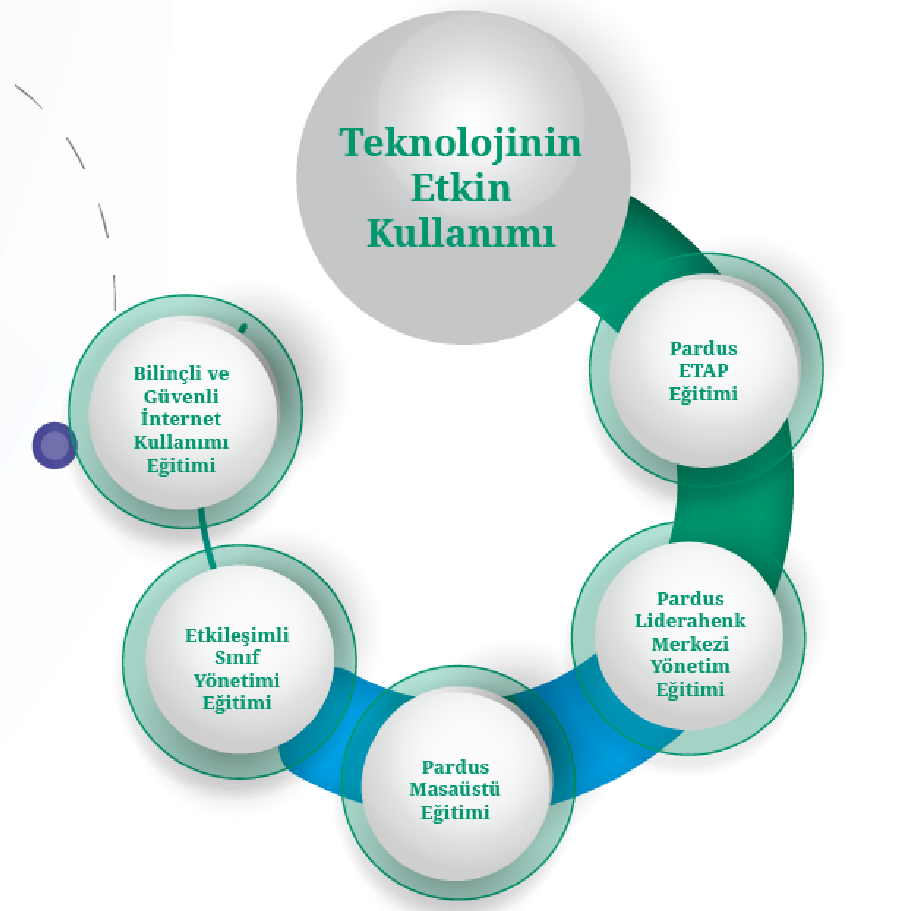 Teknolojinin
Etkin
Kullanımı
Pardus
ETAP
Eğitimi
Pardus
Liderahenk
Merkezi
Yönetim
Eğitimi
Pardus
Masaüstü
Eğitimi
Etkileşimli
Sınıf
Yönetimi
Eğitimi
Bilinçli ve
Güvenli
İnternet
Kullanımı
Eğitimi